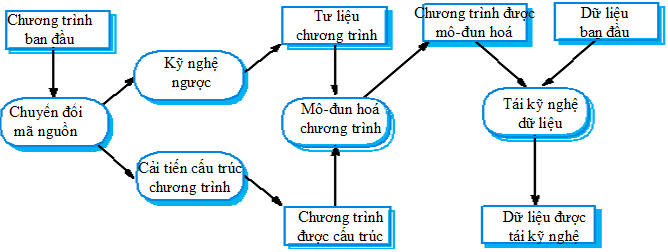 Chương trình
ban đầu
Tư liệu
chương trình
Chương trình được
mô-đun hoá
Dữ liệu
ban đầu
Kỹ nghệ
ngược
Chuyển đổi
mã nguồn
Mô-đun hoá
chương trình
Tái kỹ nghệ
dữ liệu
Cải tiến cấu trúc
chương trình
Chương trình
được cấu trúc
Dữ liệu được
tái kỹ nghệ